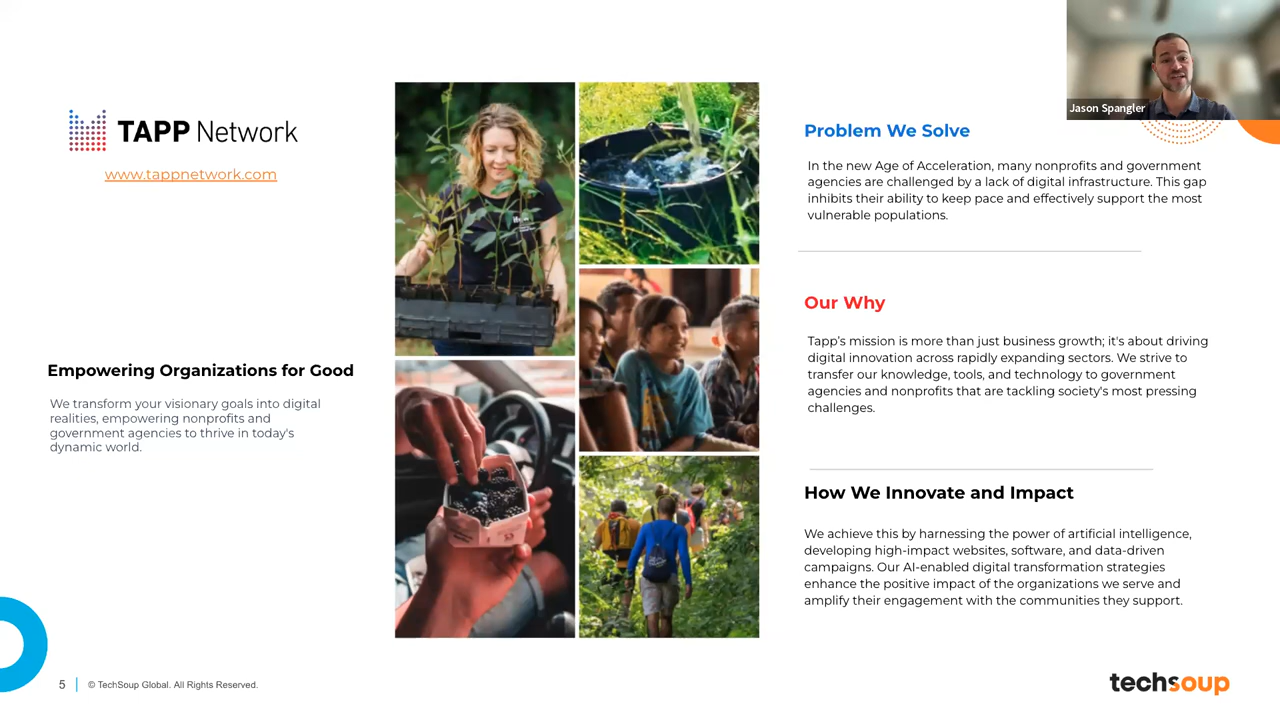 Jason Spangler
TAPP Network
www.tappnetwork.com
Empowering Organizations for Good
We transform your visionary goals into digital
realities, empowering nonprofits and
government agencies to thrive in today's
dynamic world.
Problem We Solve
In the new Age of Acceleration, many nonprofits and government
agencies are challenged by a lack of digital infrastructure. This gap
inhibits their ability to keep pace and effectively support the most
vulnerable populations.
Our Why
Tapp’s mission is more than just business growth; it's about driving
digital innovation across rapidly expanding sectors. We strive to
transfer our knowledge, tools, and technology to government
agencies and nonprofits that are tackling society's most pressing
challenges.
How We Innovate and Impact
We achieve this by harnessing the power of artificial intelligence,
developing high-impact websites, software, and data-driven
campaigns. Our AI-enabled digital transformation strategies
enhance the positive impact of the organizations we serve and
amplify their engagement with the communities they support.
5
© TechSoup Global. All Rights Reserved.
techsoup